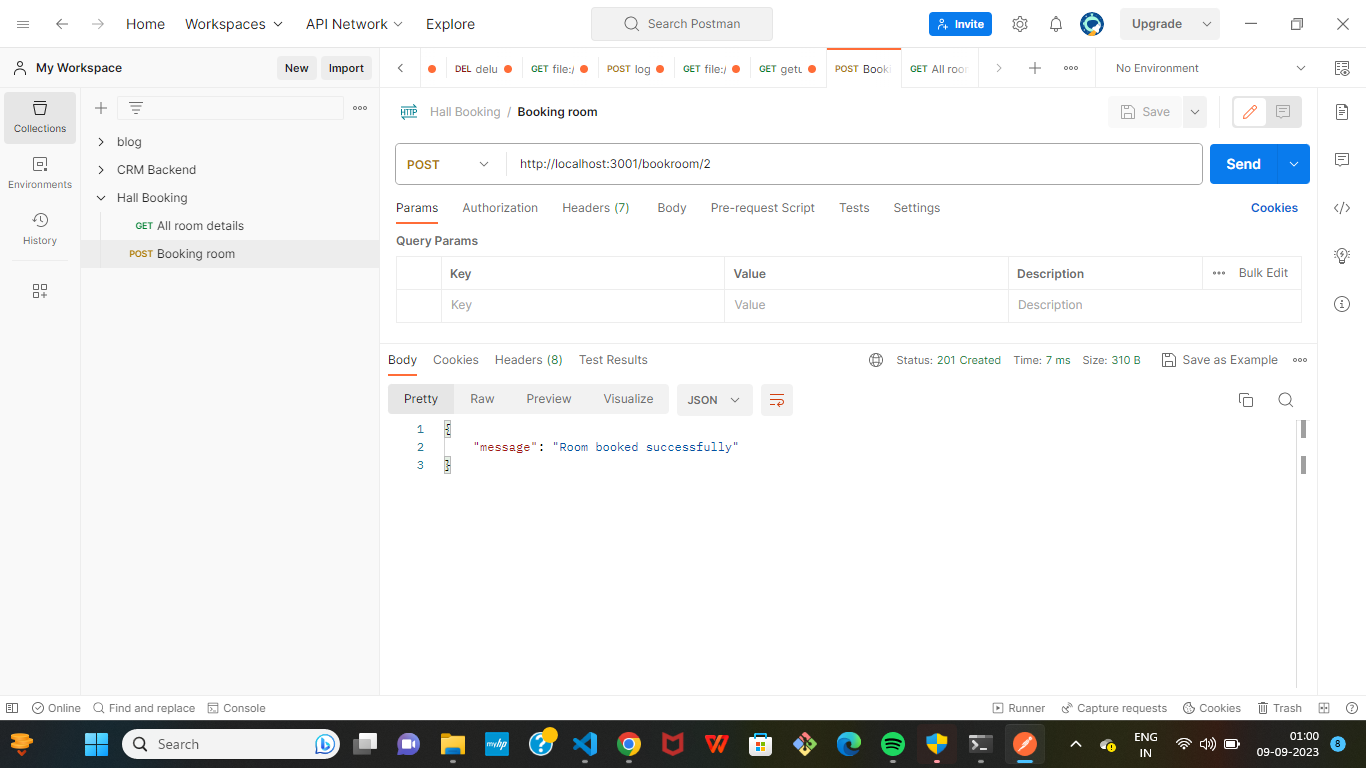 Home Workspaces API Network Explore Search Postman Invite Upgrade
My Workspace New Import
DEL delu GET file:/ POST log GET file:/ GET getu POST Book GET All roor No Environment
Collections
Environments
History
blog
CRM Backend
Hall Booking
GET All room details
POST Booking room
HTTP Hall Booking / Booking room Save
POST http://localhost:3001/bookroom/2 Send
Params Authorization Headers (7) Body Pre-request Script Tests Settings Cookies
Query Params
Key Value Description Bulk Edit
Key Value Description
Body Cookies Headers (8) Test Results Status: 201 Created Time: 7 ms Size: 310 B Save as Example
Pretty Raw Preview Visualize JSON
1 {
2 "message": "Room booked successfully"
3 }
Online Find and replace Console Runner Capture requests Cookies Trash
Search myhp ENG IN 01:00 09-09-2023 8